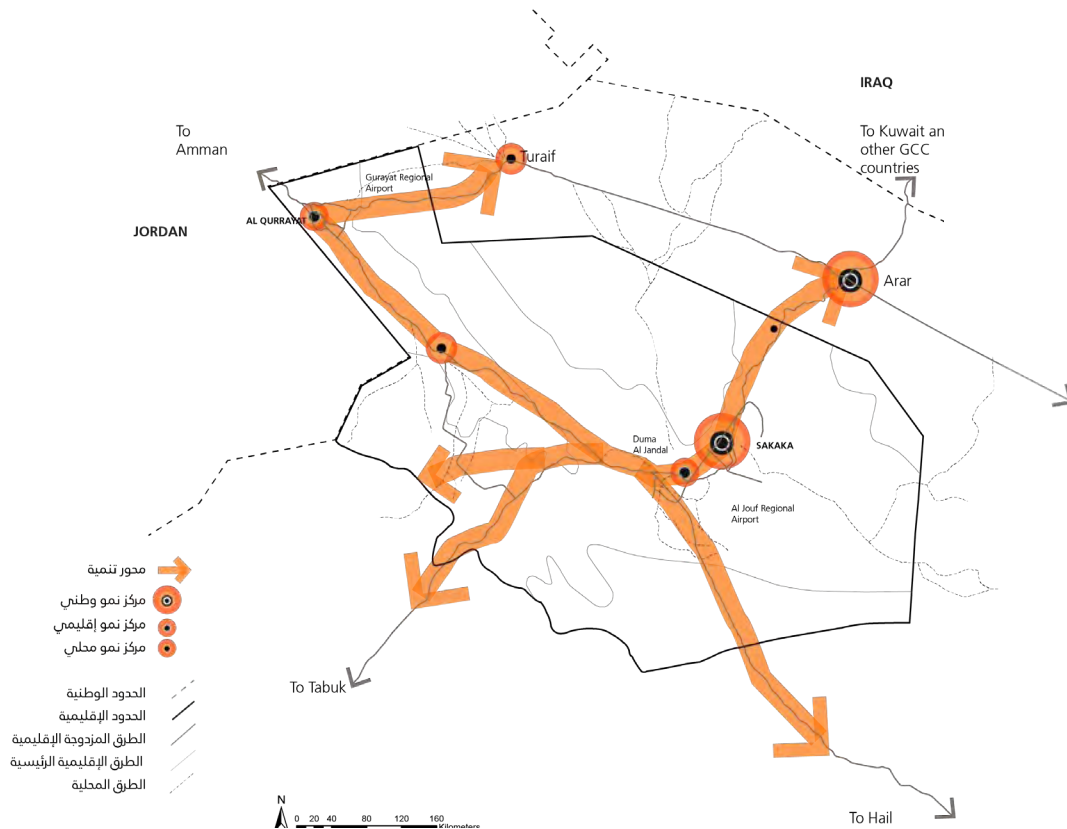 IRAQ
To
Amman
To Kuwait an
other GCC
countries
Turaif
Gurayat Regional
Airport
AL QURRAYAT
JORDAN
Arar
Duma
Al Jandal
SAKAKA
Al Jouf Regional
Airport
محور تنمية
مركز نمو وطني
مركز نمو إقليمي
مركز نمو محلي
To Tabuk
الحدود الوطنية
الحدود الإقليمية
الطرق المزدوجة الإقليمية
الطرق الإقليمية الرئيسية
الطرق المحلية
N
0 20 40 80 120 160
Kilometers
To Hail